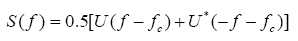 S(f) = 0.5[U(f − f_c) + U^*(−f − f_c)]